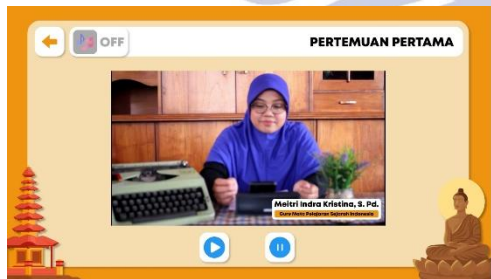 OFF
PERTEMUAN PERTAMA
Meitri Indra Kristina, S. Pd.
Guru Mata Pelajaran Sejarah Indonesia